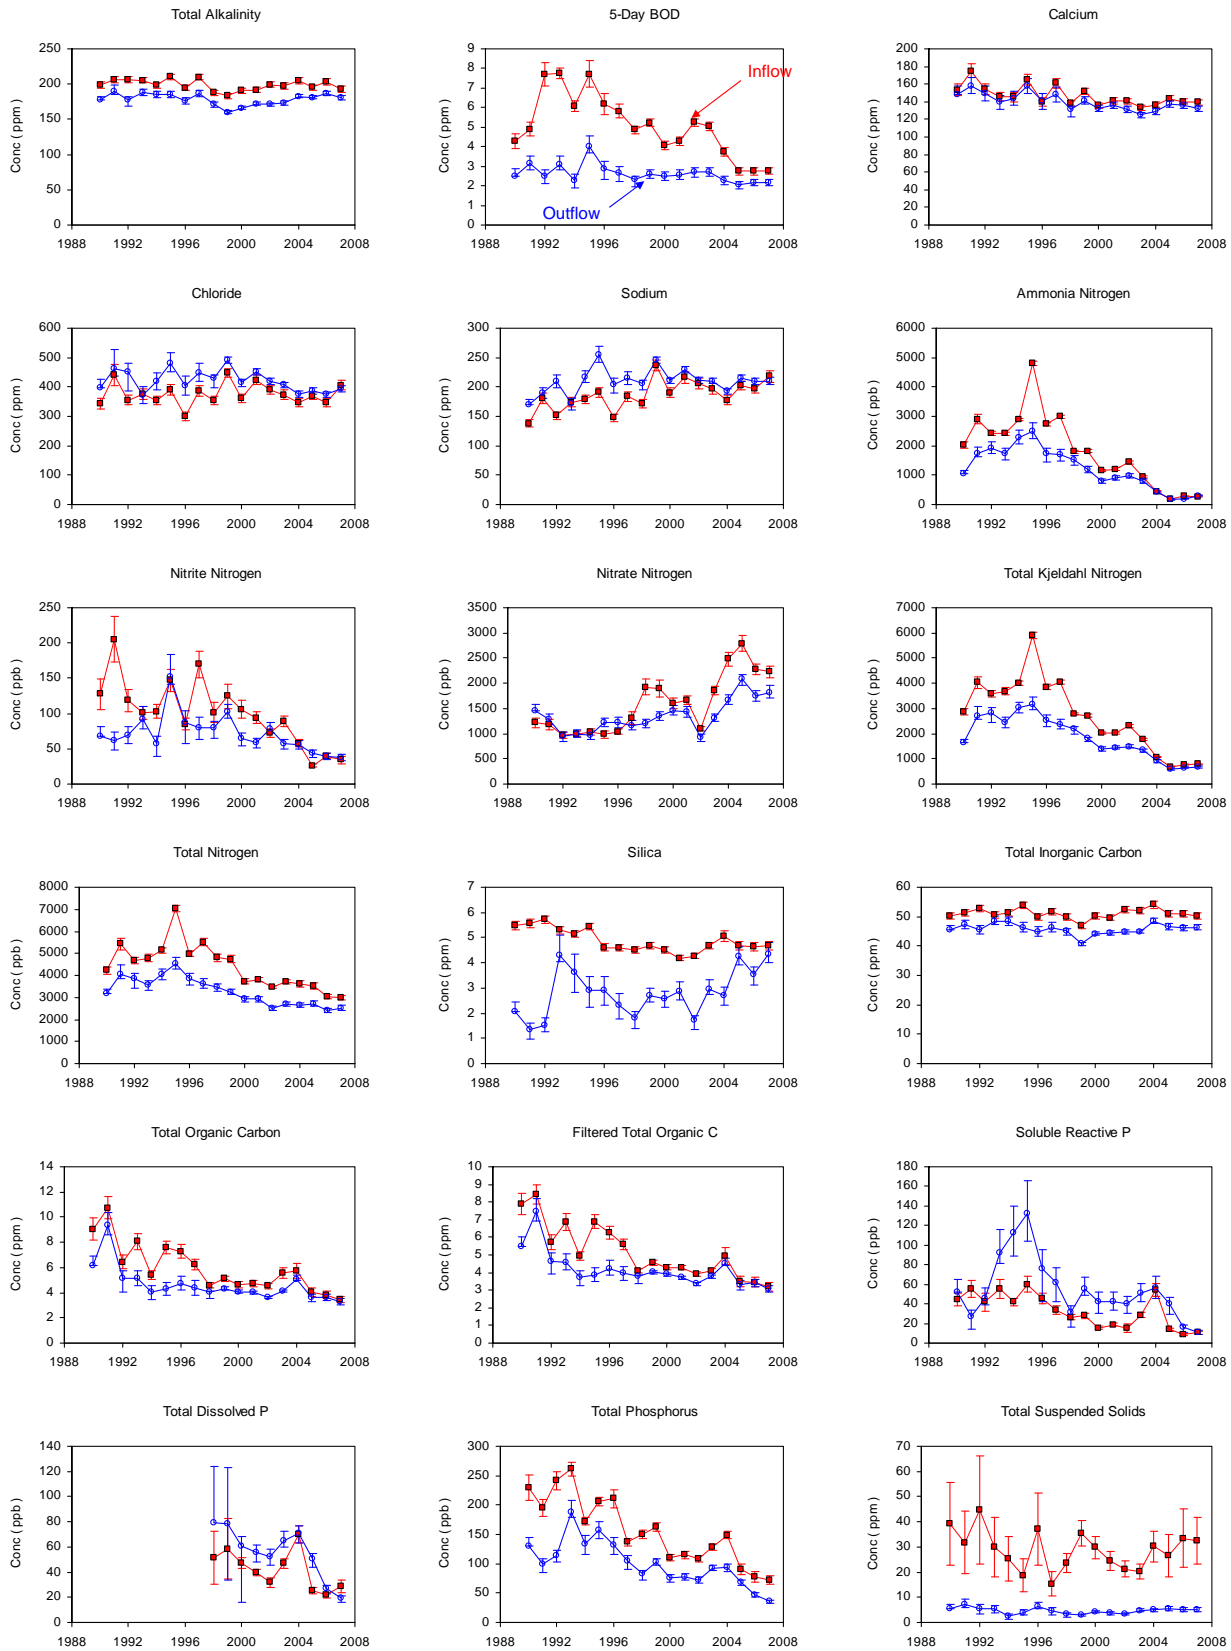 Total Alkalinity
250
200
150
100
50
0
Conc ( ppm )
1988 1992 1996 2000 2004 2008
5-Day BOD
9
8
7
6
5
4
3
2
1
0
Conc ( ppm )
Inflow
Outflow
1988 1992 1996 2000 2004 2008
Calcium
200
180
160
140
120
100
80
60
40
20
0
Conc ( ppm )
1988 1992 1996 2000 2004 2008
Chloride
600
500
400
300
200
100
0
Conc ( ppm )
1988 1992 1996 2000 2004 2008
Sodium
300
250
200
150
100
50
0
Conc ( ppm )
1988 1992 1996 2000 2004 2008
Ammonia Nitrogen
6000
5000
4000
3000
2000
1000
0
Conc ( ppb )
1988 1992 1996 2000 2004 2008
Nitrite Nitrogen
250
200
150
100
50
0
Conc ( ppb )
1988 1992 1996 2000 2004 2008
Nitrate Nitrogen
3500
3000
2500
2000
1500
1000
500
0
Conc ( ppb )
1988 1992 1996 2000 2004 2008
Total Kjeldahl Nitrogen
7000
6000
5000
4000
3000
2000
1000
0
Conc ( ppb )
1988 1992 1996 2000 2004 2008
Total Nitrogen
8000
7000
6000
5000
4000
3000
2000
1000
0
Conc ( ppb )
1988 1992 1996 2000 2004 2008
Silica
7
6
5
4
3
2
1
0
Conc ( ppm )
1988 1992 1996 2000 2004 2008
Total Inorganic Carbon
60
50
40
30
20
10
0
Conc ( ppm )
1988 1992 1996 2000 2004 2008
Total Organic Carbon
14
12
10
8
6
4
2
0
Conc ( ppm )
1988 1992 1996 2000 2004 2008
Filtered Total Organic C
10
9
8
7
6
5
4
3
2
1
0
Conc ( ppm )
1988 1992 1996 2000 2004 2008
Soluble Reactive P
180
160
140
120
100
80
60
40
20
0
Conc ( ppb )
1988 1992 1996 2000 2004 2008
Total Dissolved P
140
120
100
80
60
40
20
0
Conc ( ppb )
1988 1992 1996 2000 2004 2008
Total Phosphorus
300
250
200
150
100
50
0
Conc ( ppb )
1988 1992 1996 2000 2004 2008
Total Suspended Solids
70
60
50
40
30
20
10
0
Conc ( ppm )
1988 1992 1996 2000 2004 2008